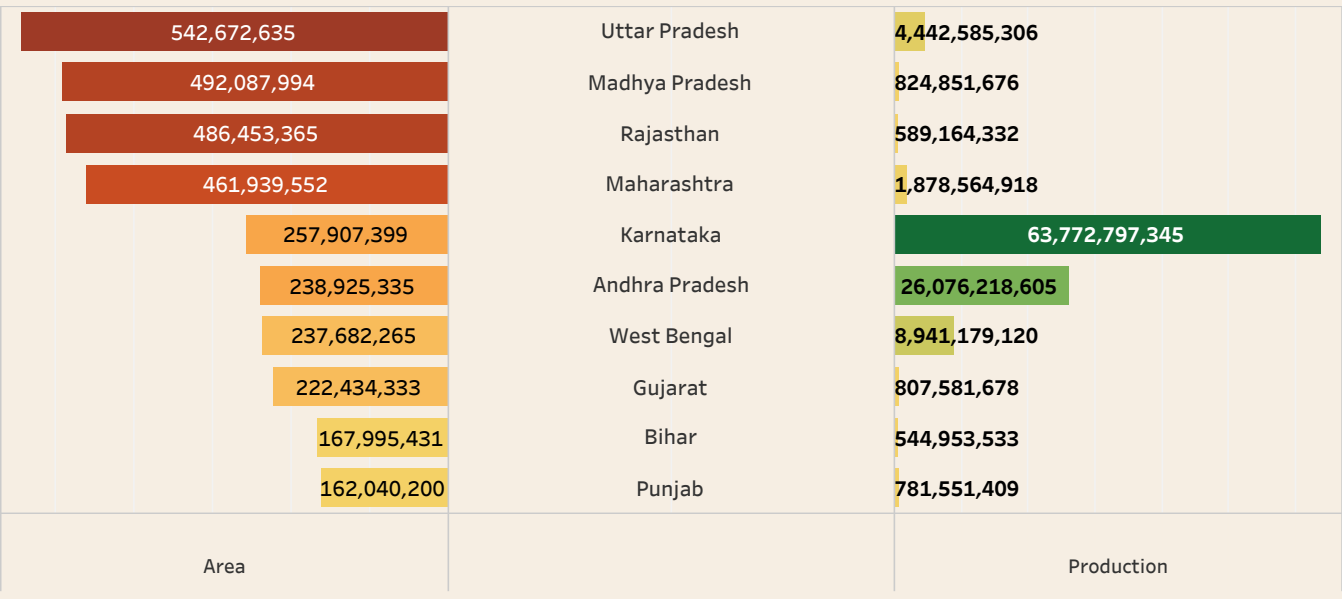 542,672,635 Uttar Pradesh 4,442,585,306
492,087,994 Madhya Pradesh 824,851,676
486,453,365 Rajasthan 589,164,332
461,939,552 Maharashtra 1,878,564,918
257,907,399 Karnataka 63,772,797,345
238,925,335 Andhra Pradesh 26,076,218,605
237,682,265 West Bengal 8,941,179,120
222,434,333 Gujarat 807,581,678
167,995,431 Bihar 544,953,533
162,040,200 Punjab 781,551,409
Area Production